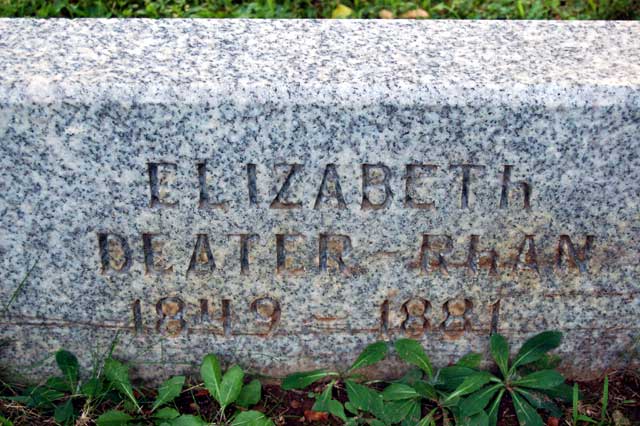 ELIZABETh
DEATER-RhAN
1849-1881